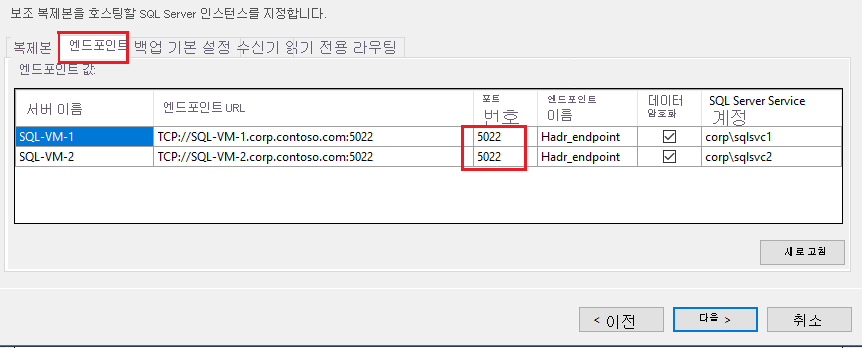 보조 복제본을 호스팅할 SQL Server 인스턴스를 지정합니다.
복제본 엔드포인트 백업 기본 설정 수신기 읽기 전용 라우팅
엔드포인트 값:
서버 이름 엔드포인트 URL 포트 번호 엔드포인트 이름 데이터 암호화 SQL Server Service 계정
SQL-VM-1 TCP://SQL-VM-1.corp.contoso.com:5022 5022 Hadr_endpoint corp\sqlsvc1
SQL-VM-2 TCP://SQL-VM-2.corp.contoso.com:5022 5022 Hadr_endpoint corp\sqlsvc2
새로 고침
< 이전 다음 > 취소